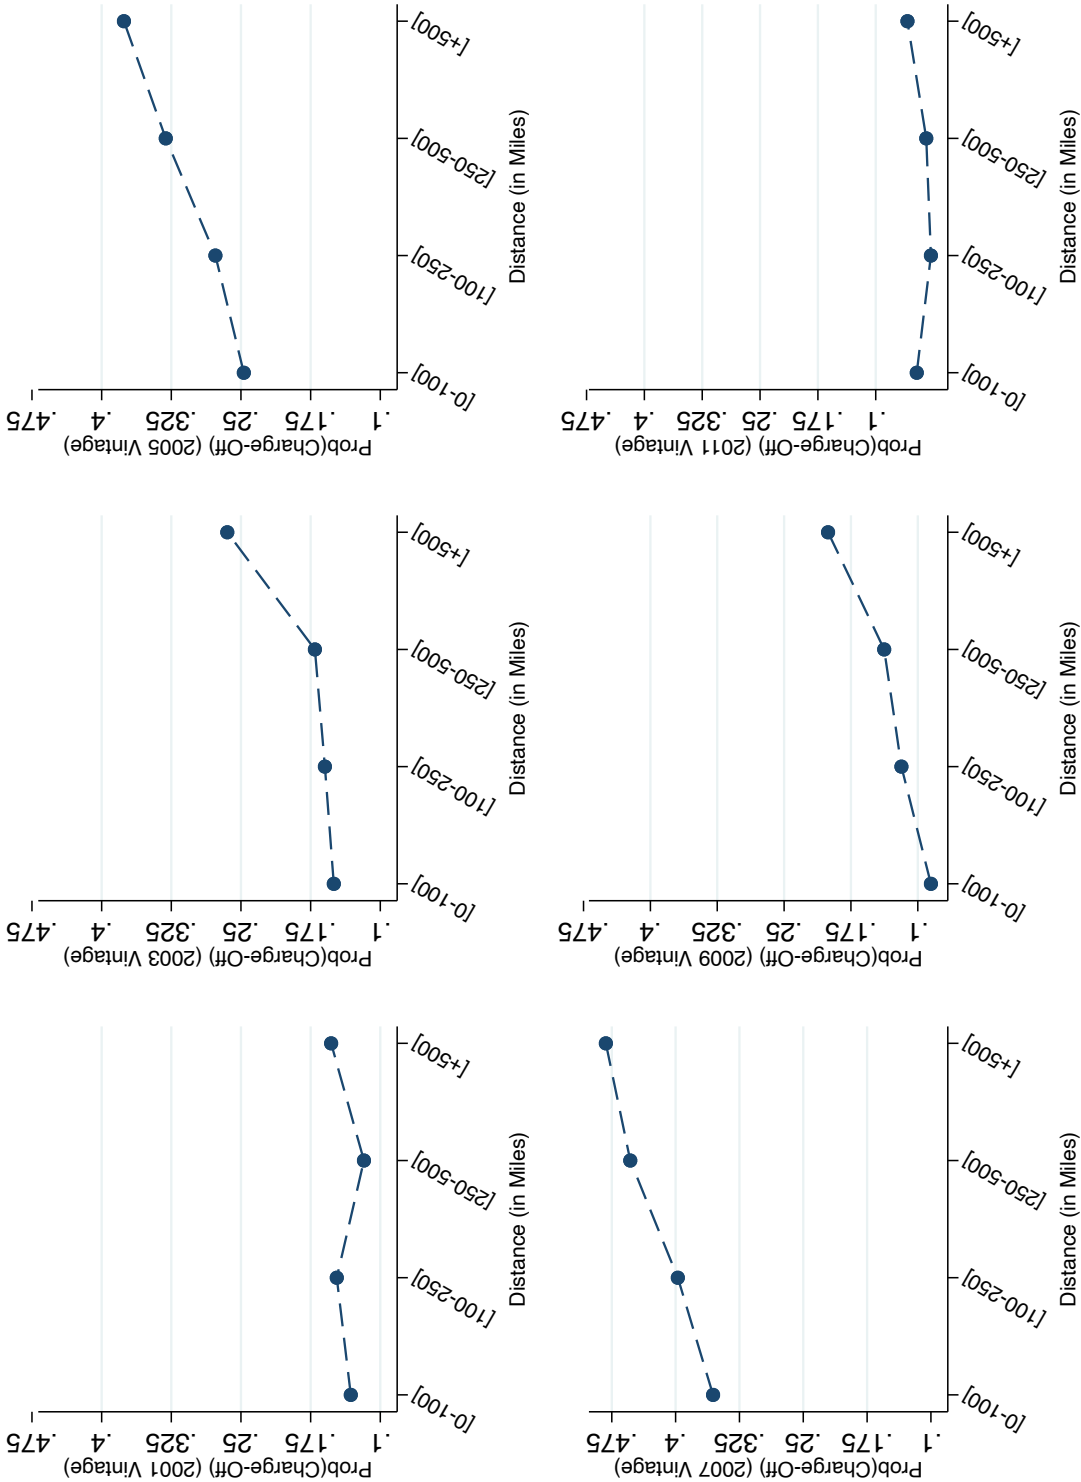 Prob(Charge-Off) (2001 Vintage)
.1 .175 .25 .325 .4 .475
[0-100] [100-250] [250-500] [+500]
Distance (in Miles)
Prob(Charge-Off) (2003 Vintage)
.1 .175 .25 .325 .4 .475
[0-100] [100-250] [250-500] [+500]
Distance (in Miles)
Prob(Charge-Off) (2005 Vintage)
.1 .175 .25 .325 .4 .475
[0-100] [100-250] [250-500] [+500]
Distance (in Miles)
Prob(Charge-Off) (2007 Vintage)
.1 .175 .25 .325 .4 .475
[0-100] [100-250] [250-500] [+500]
Distance (in Miles)
Prob(Charge-Off) (2009 Vintage)
.1 .175 .25 .325 .4 .475
[0-100] [100-250] [250-500] [+500]
Distance (in Miles)
Prob(Charge-Off) (2011 Vintage)
.1 .175 .25 .325 .4 .475
[0-100] [100-250] [250-500] [+500]
Distance (in Miles)